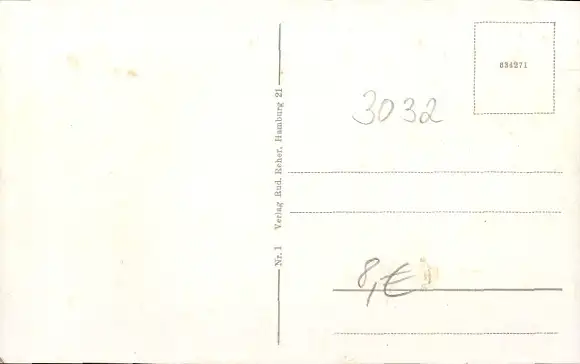 634271
3032
Nr. 1 Verlag Rud. Reher, Hamburg 21
8,€